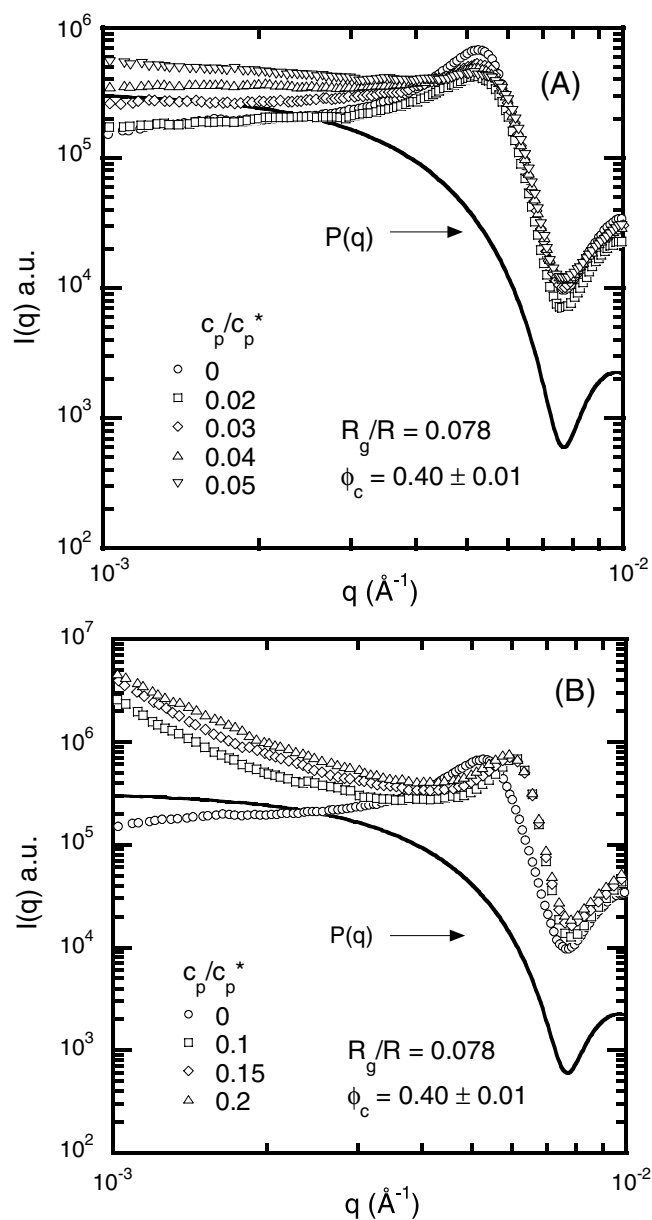 10^6
(A)
10^5
P(q)
I(q) a.u.
10^4
c_p/c_p^*
0
0.02
0.03
0.04
0.05
R_g/R = 0.078
ϕ_c = 0.40 ± 0.01
10^3
10^2
10^-3
10^-2
q (Å^-1)
10^7
(B)
10^6
10^5
I(q) a.u.
P(q)
10^4
c_p/c_p^*
0
0.1
0.15
0.2
R_g/R = 0.078
ϕ_c = 0.40 ± 0.01
10^3
10^2
10^-3
10^-2
q (Å^-1)